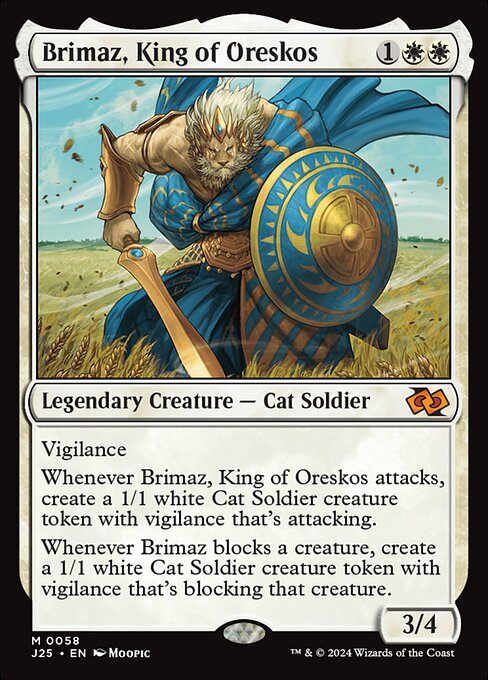 Brimaz, King of Oreskos 1
Legendary Creature — Cat Soldier
Vigilance
Whenever Brimaz, King of Oreskos attacks,
create a 1/1 white Cat Soldier creature
token with vigilance that's attacking.
Whenever Brimaz blocks a creature, create
a 1/1 white Cat Soldier creature token with
vigilance that's blocking that creature.
3/4
M 0058
J25 • EN Moopic
™ & © 2024 Wizards of the Coast